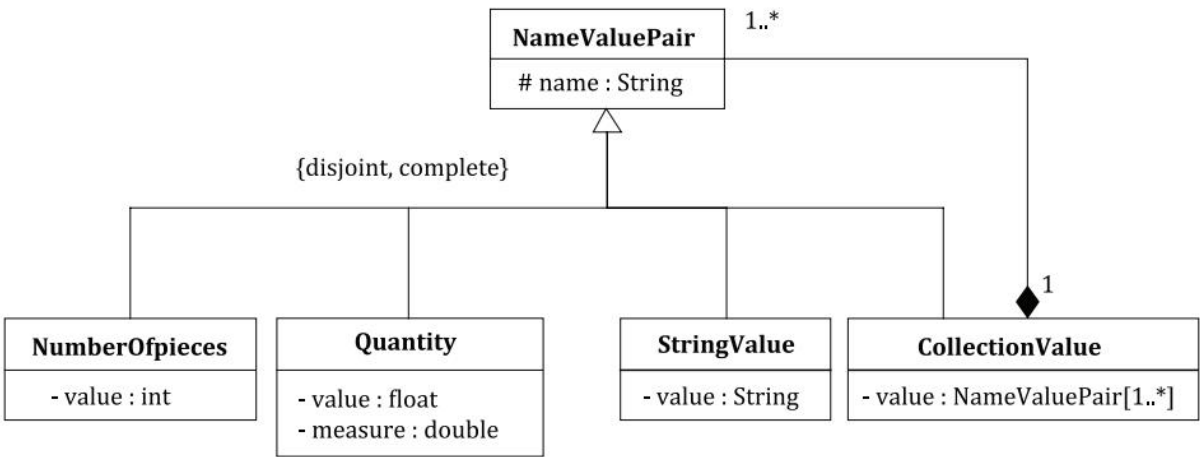 1..*
NameValuePair
# name : String
{disjoint, complete}
1
NumberOfpieces
- value : int
Quantity
- value : float
- measure : double
StringValue
- value : String
CollectionValue
- value : NameValuePair[1..*]